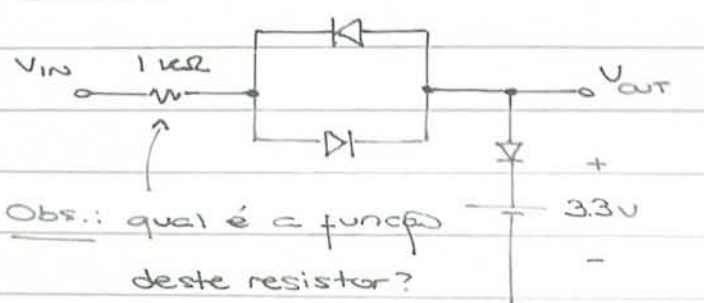 VIN 1 kΩ VOUT
+
Obs.: qual é a função 3.3V
deste resistor? -